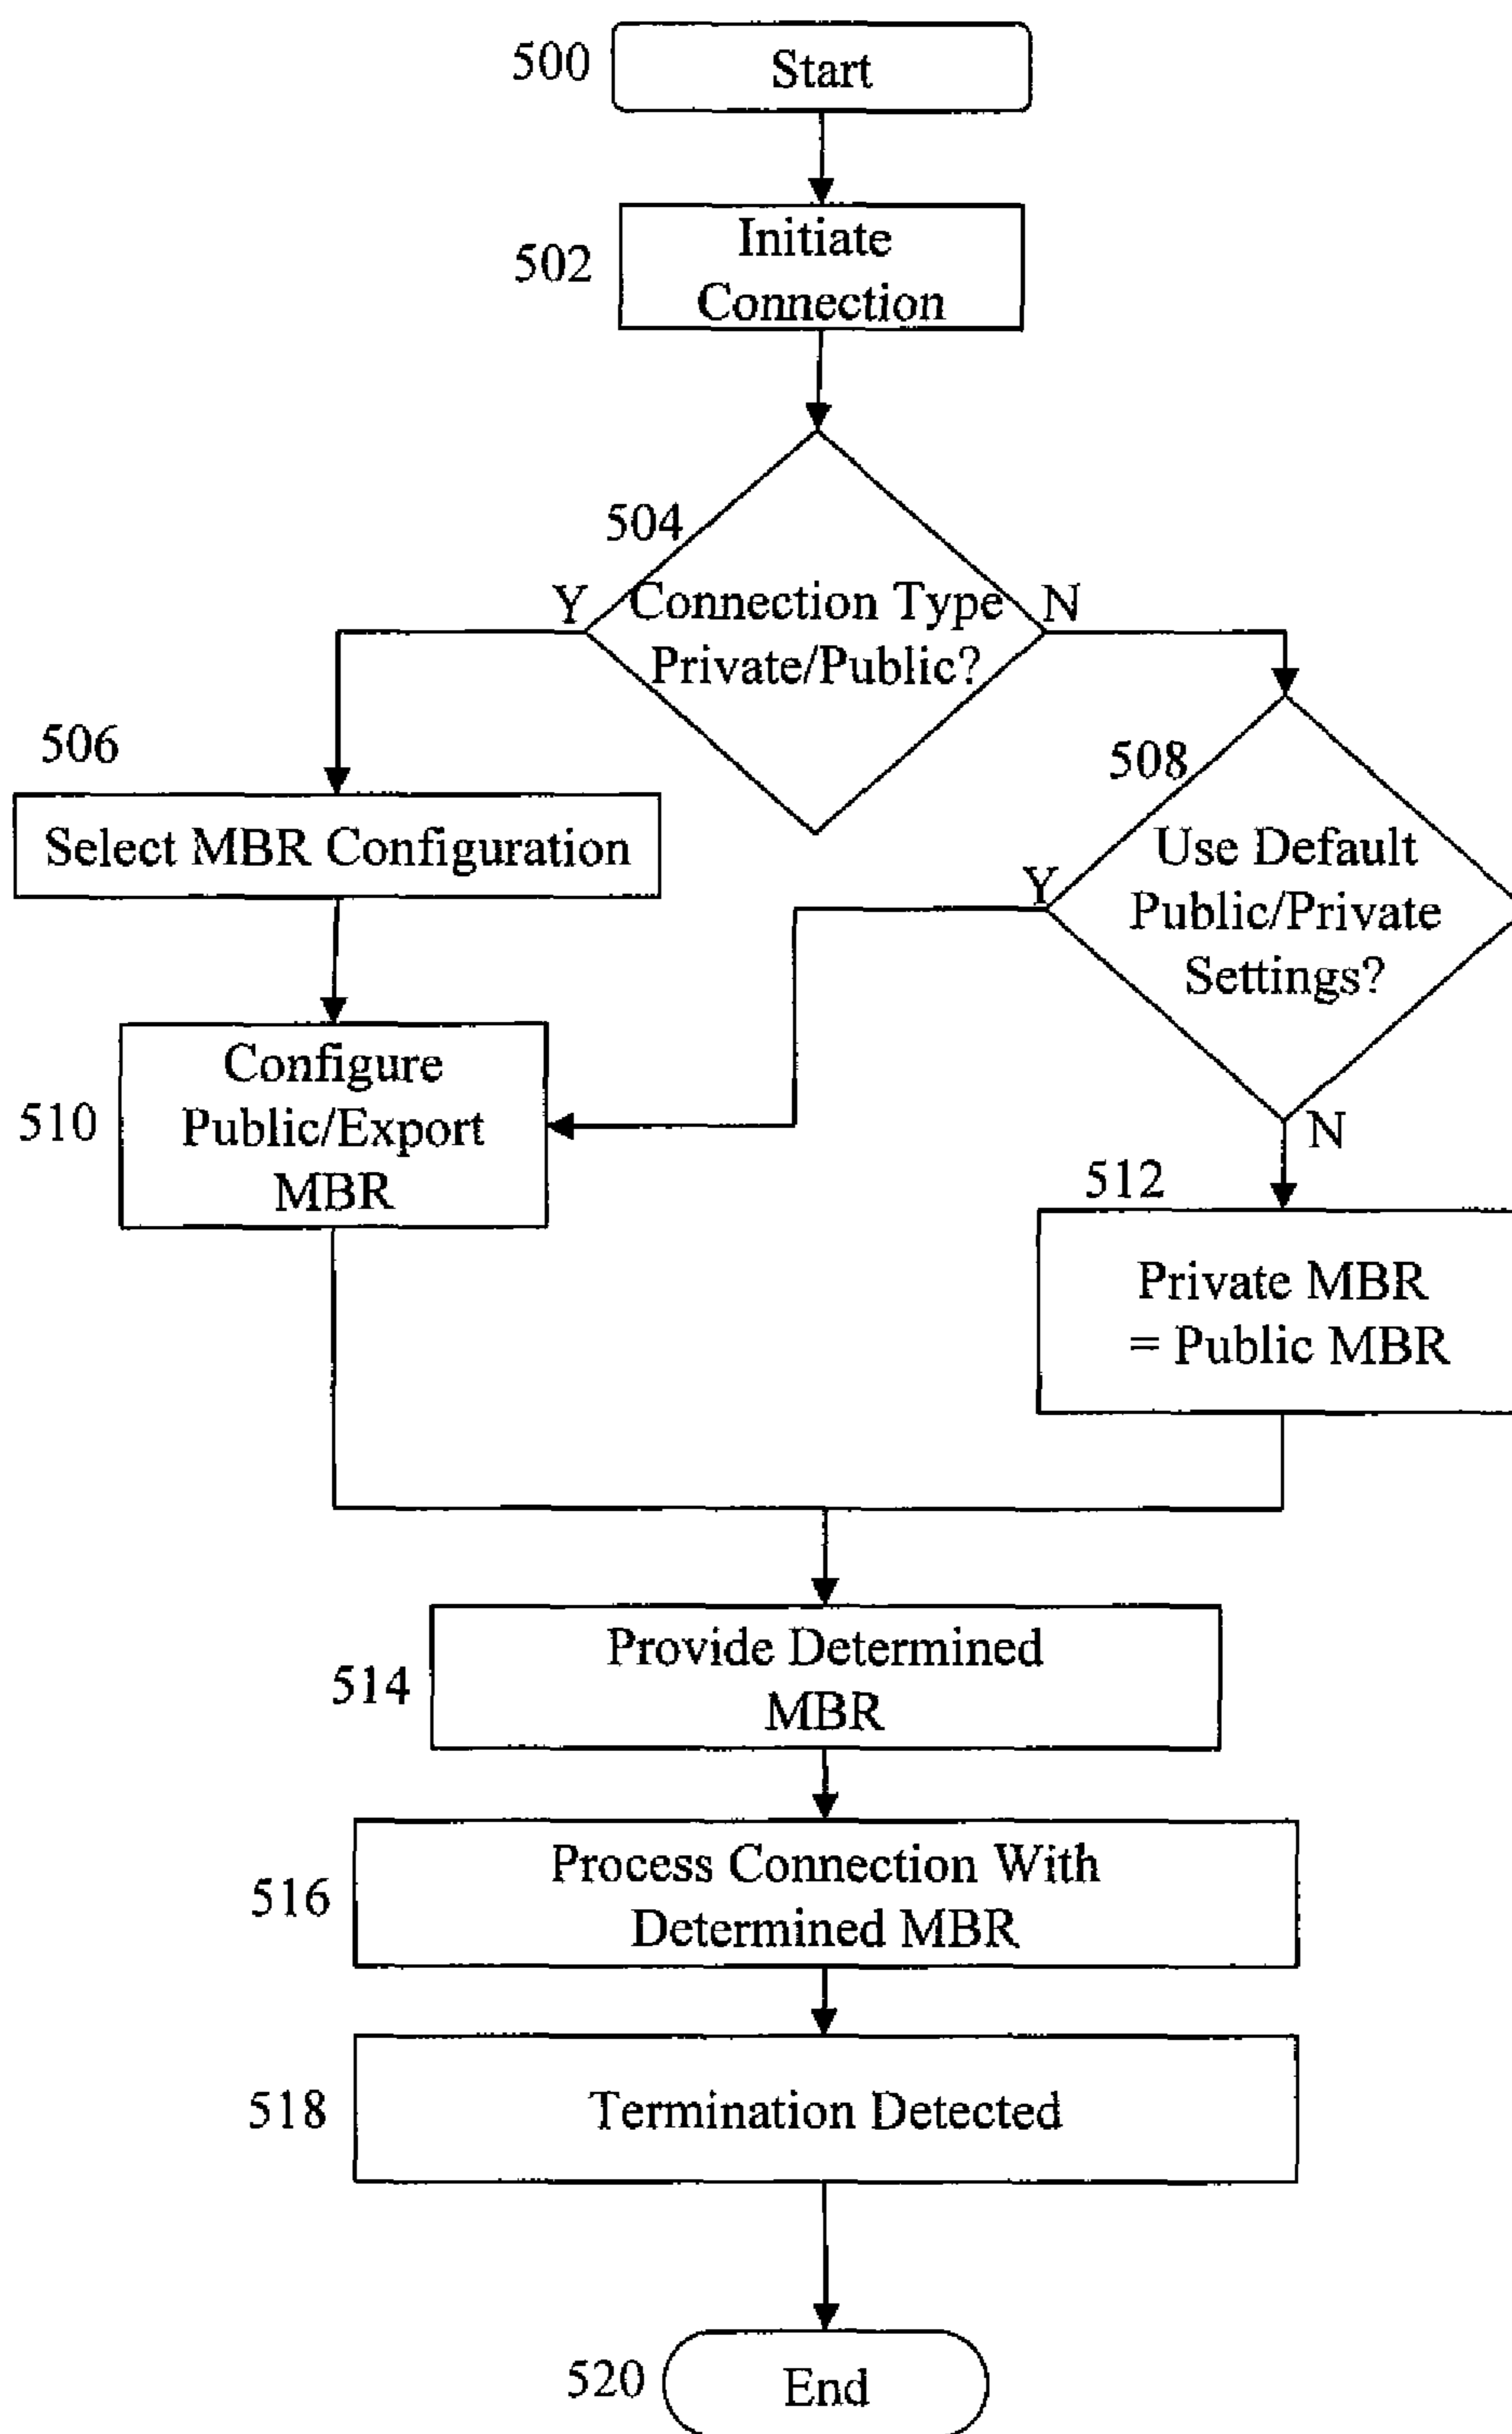 500
Start
502
Initiate
Connection
504
Y
Connection Type
N
Private/Public?
506
Select MBR Configuration
508
Use Default
Y
Public/Private
Settings?
N
510
Configure
Public/Export
MBR
512
Private MBR
= Public MBR
514
Provide Determined
MBR
516
Process Connection With
Determined MBR
518
Termination Detected
520
End